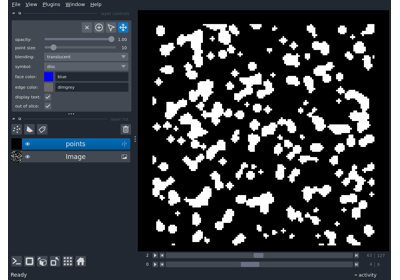 File View Plugins Window Help
opacity: 1.00
point size: 10
blending: translucent
symbol: disc
face color: blue
edge color: dimgrey
display text:
out of slice:
points
Image
2
0
Ready
activity